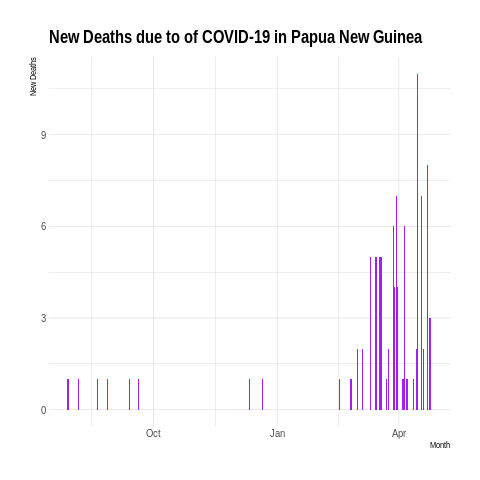 New Deaths due to of COVID-19 in Papua New Guinea
New Deaths
9
6
3
0
Oct
Jan
Apr
Month